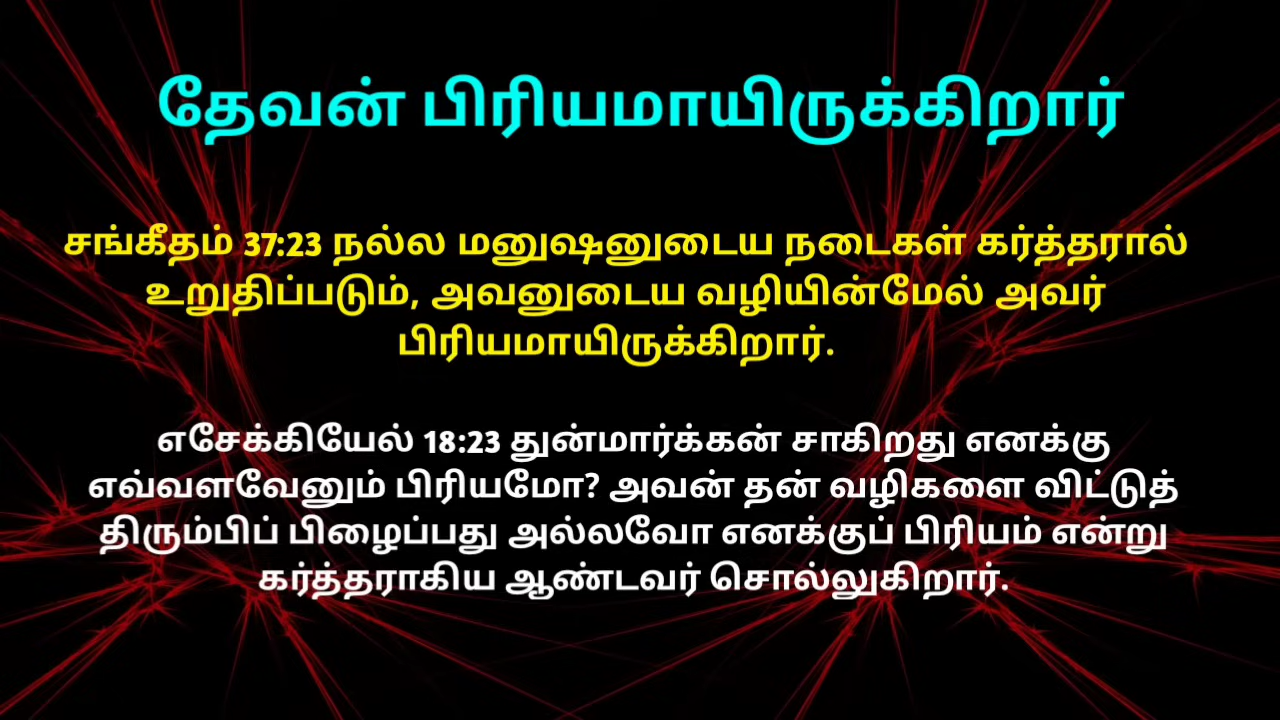 தேவன் பிரியமாயிருக்கிறார்
சங்கீதம் 37:23 நல்ல மனுஷனுடைய நடைகள் கர்த்தரால்
உறுதிப்படும், அவனுடைய வழியின்மேல் அவர்
பிரியமாயிருக்கிறார்.
எசேக்கியேல் 18:23 துன்மார்க்கன் சாகிறது எனக்கு
எவ்வளவேனும் பிரியமோ? அவன் தன் வழிகளை விட்டுத்
திரும்பிப் பிழைப்பது அல்லவோ எனக்குப் பிரியம் என்று
கர்த்தராகிய ஆண்டவர் சொல்லுகிறார்.